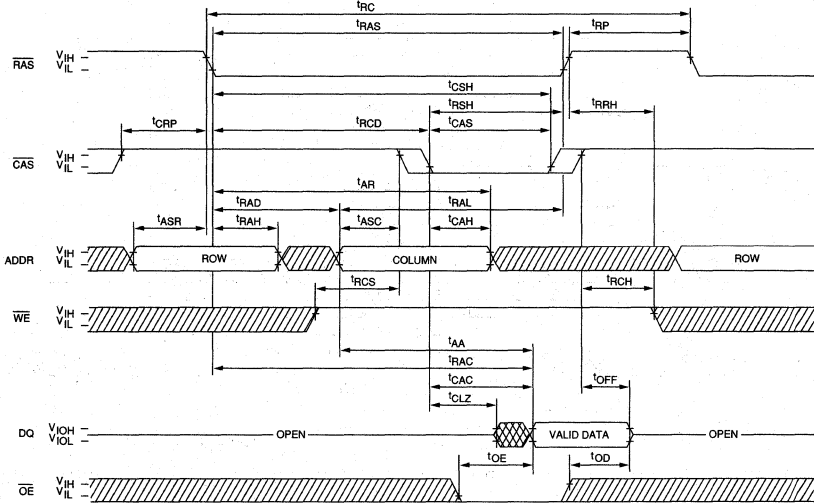 tRC
tRAS
tRP
RAS
VIH
VIL
tCSH
tRSH
tRRH
tCRP
tRCD
tCAS
CAS
VIH
VIL
tAR
tRAD
tRAL
tASR
tRAH
tASC
tCAH
ADDR
VIH
VIL
ROW
COLUMN
ROW
tRCS
tRCH
WE
VIH
VIL
tAA
tRAC
tCAC
tOFF
tCLZ
DQ
VIOH
VIOL
OPEN
VALID DATA
OPEN
tOE
tOD
OE
VIH
VIL